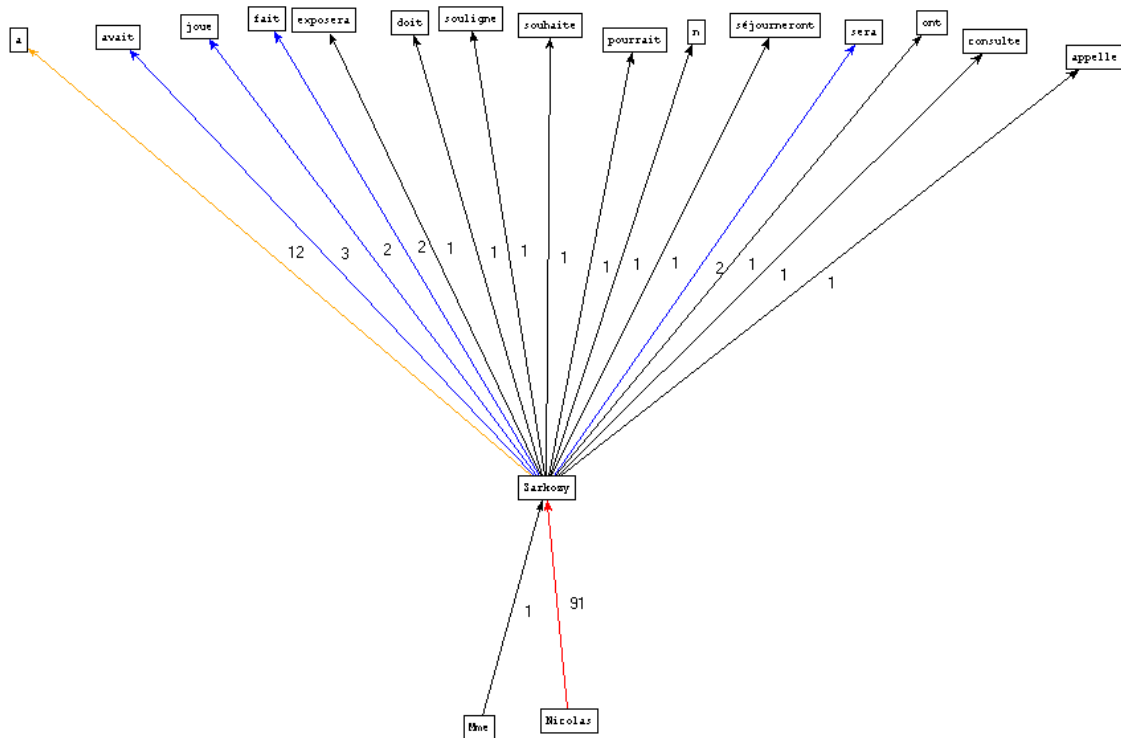 a
avait
joue
fait
exposera
doit
souligne
souhaite
pourrait
n
séjourneront
sera
ont
consulte
appelle
12
3
2
2
1
1
1
1
1
1
1
2
1
1
1
Sarkozy
1
91
Mme
Nicolas